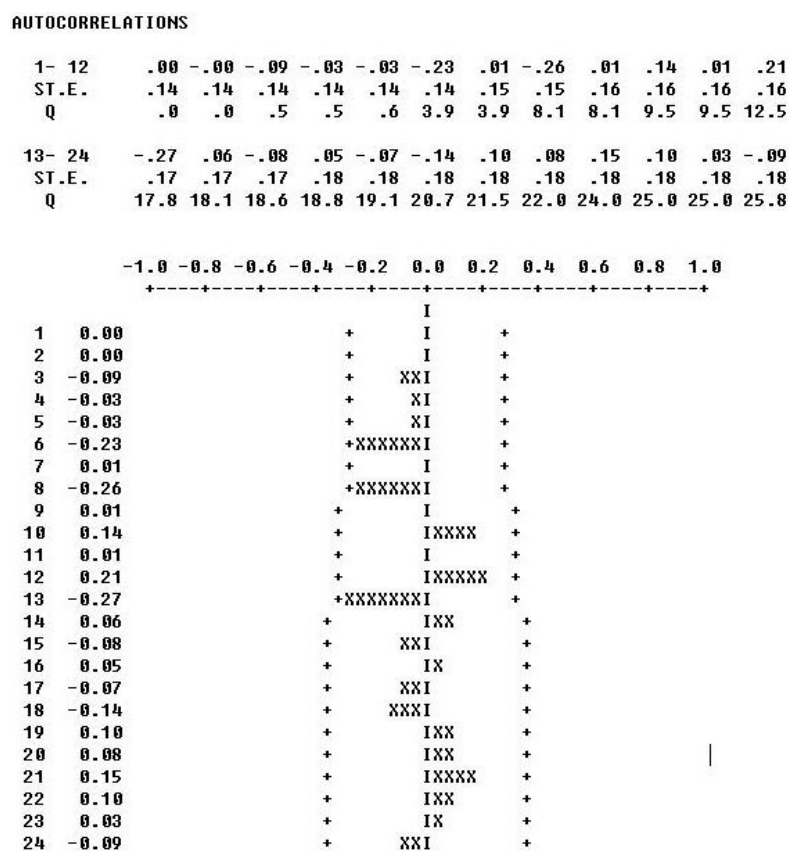 AUTOCORRELATIONS
1- 12 .00 -.00 -.09 -.03 -.03 -.23 .01 -.26 .01 .14 .01 .21
ST.E. .14 .14 .14 .14 .14 .14 .15 .15 .16 .16 .16 .16
Q .0 .0 .5 .5 .6 3.9 3.9 8.1 8.1 9.5 9.5 12.5
13- 24 -.27 .06 -.08 .05 -.07 -.14 .10 .08 .15 .10 .03 -.09
ST.E. .17 .17 .17 .18 .18 .18 .18 .18 .18 .18 .18 .18
Q 17.8 18.1 18.6 18.8 19.1 20.7 21.5 22.0 24.0 25.0 25.0 25.8
-1.0 -0.8 -0.6 -0.4 -0.2 0.0 0.2 0.4 0.6 0.8 1.0
+----+----+----+----+----+----+----+----+----+----+
I
1 0.00 + I +
2 0.00 + I +
3 -0.09 + XXI +
4 -0.03 + XI +
5 -0.03 + XI +
6 -0.23 +XXXXXXI +
7 0.01 + I +
8 -0.26 +XXXXXXI +
9 0.01 + I +
10 0.14 + IXXXX +
11 0.01 + I +
12 0.21 + IXXXXX +
13 -0.27 +XXXXXXXI +
14 0.06 + IXX +
15 -0.08 + XXI +
16 0.05 + IX +
17 -0.07 + XXI +
18 -0.14 + XXXI +
19 0.10 + IXX +
20 0.08 + IXX +
21 0.15 + IXXXX +
22 0.10 + IXX +
23 0.03 + IX +
24 -0.09 + XXI +